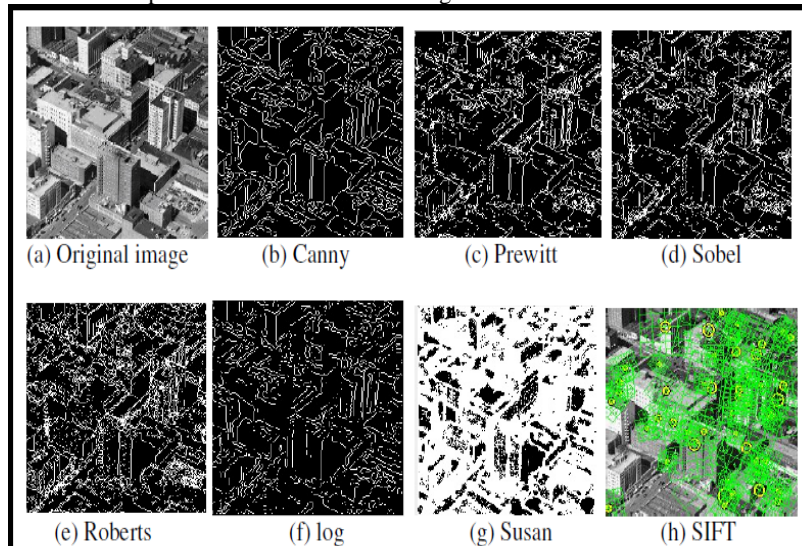 (a) Original image
(b) Canny
(c) Prewitt
(d) Sobel
(e) Roberts
(f) log
(g) Susan
(h) SIFT